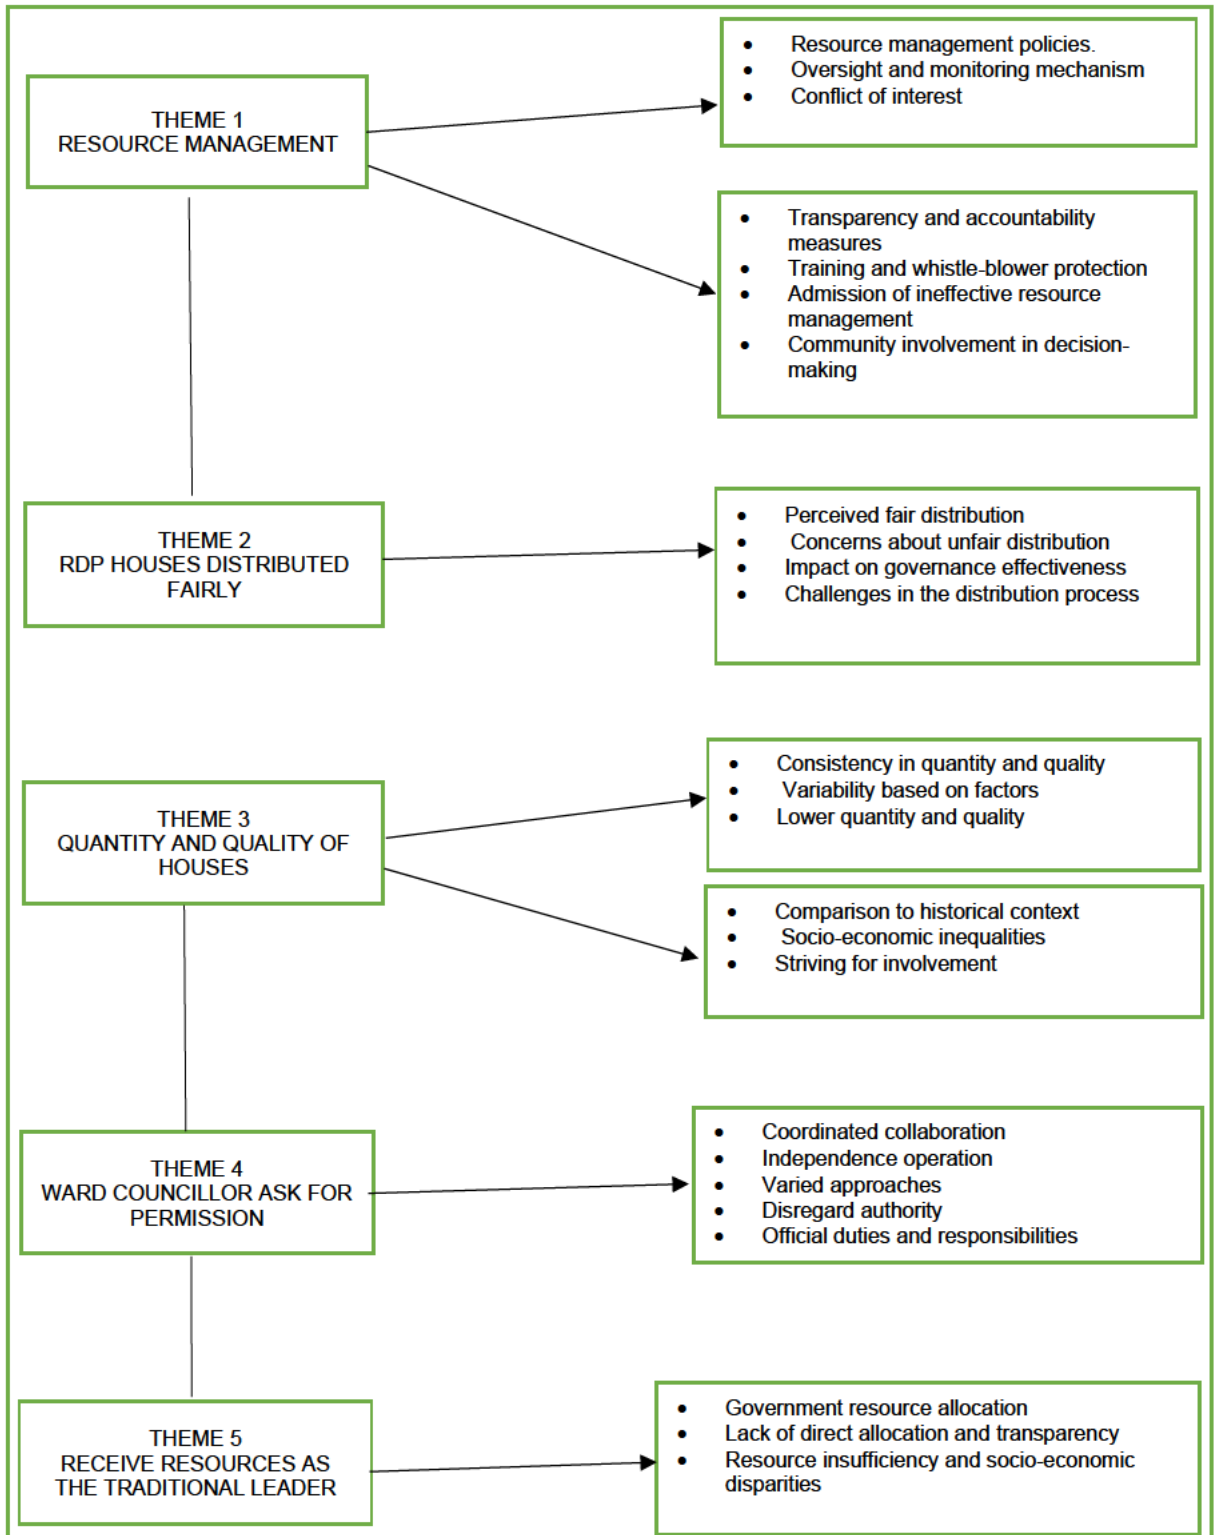 THEME 1
RESOURCE MANAGEMENT
• Resource management policies.
• Oversight and monitoring mechanism
• Conflict of interest
• Transparency and accountability
measures
• Training and whistle-blower protection
• Admission of ineffective resource
management
• Community involvement in decision-
making
THEME 2
RDP HOUSES DISTRIBUTED
FAIRLY
• Perceived fair distribution
• Concerns about unfair distribution
• Impact on governance effectiveness
• Challenges in the distribution process
THEME 3
QUANTITY AND QUALITY OF
HOUSES
• Consistency in quantity and quality
• Variability based on factors
• Lower quantity and quality
• Comparison to historical context
• Socio-economic inequalities
• Striving for involvement
THEME 4
WARD COUNCILLOR ASK FOR
PERMISSION
• Coordinated collaboration
• Independence operation
• Varied approaches
• Disregard authority
• Official duties and responsibilities
THEME 5
RECEIVE RESOURCES AS
THE TRADITIONAL LEADER
• Government resource allocation
• Lack of direct allocation and transparency
• Resource insufficiency and socio-economic
disparities